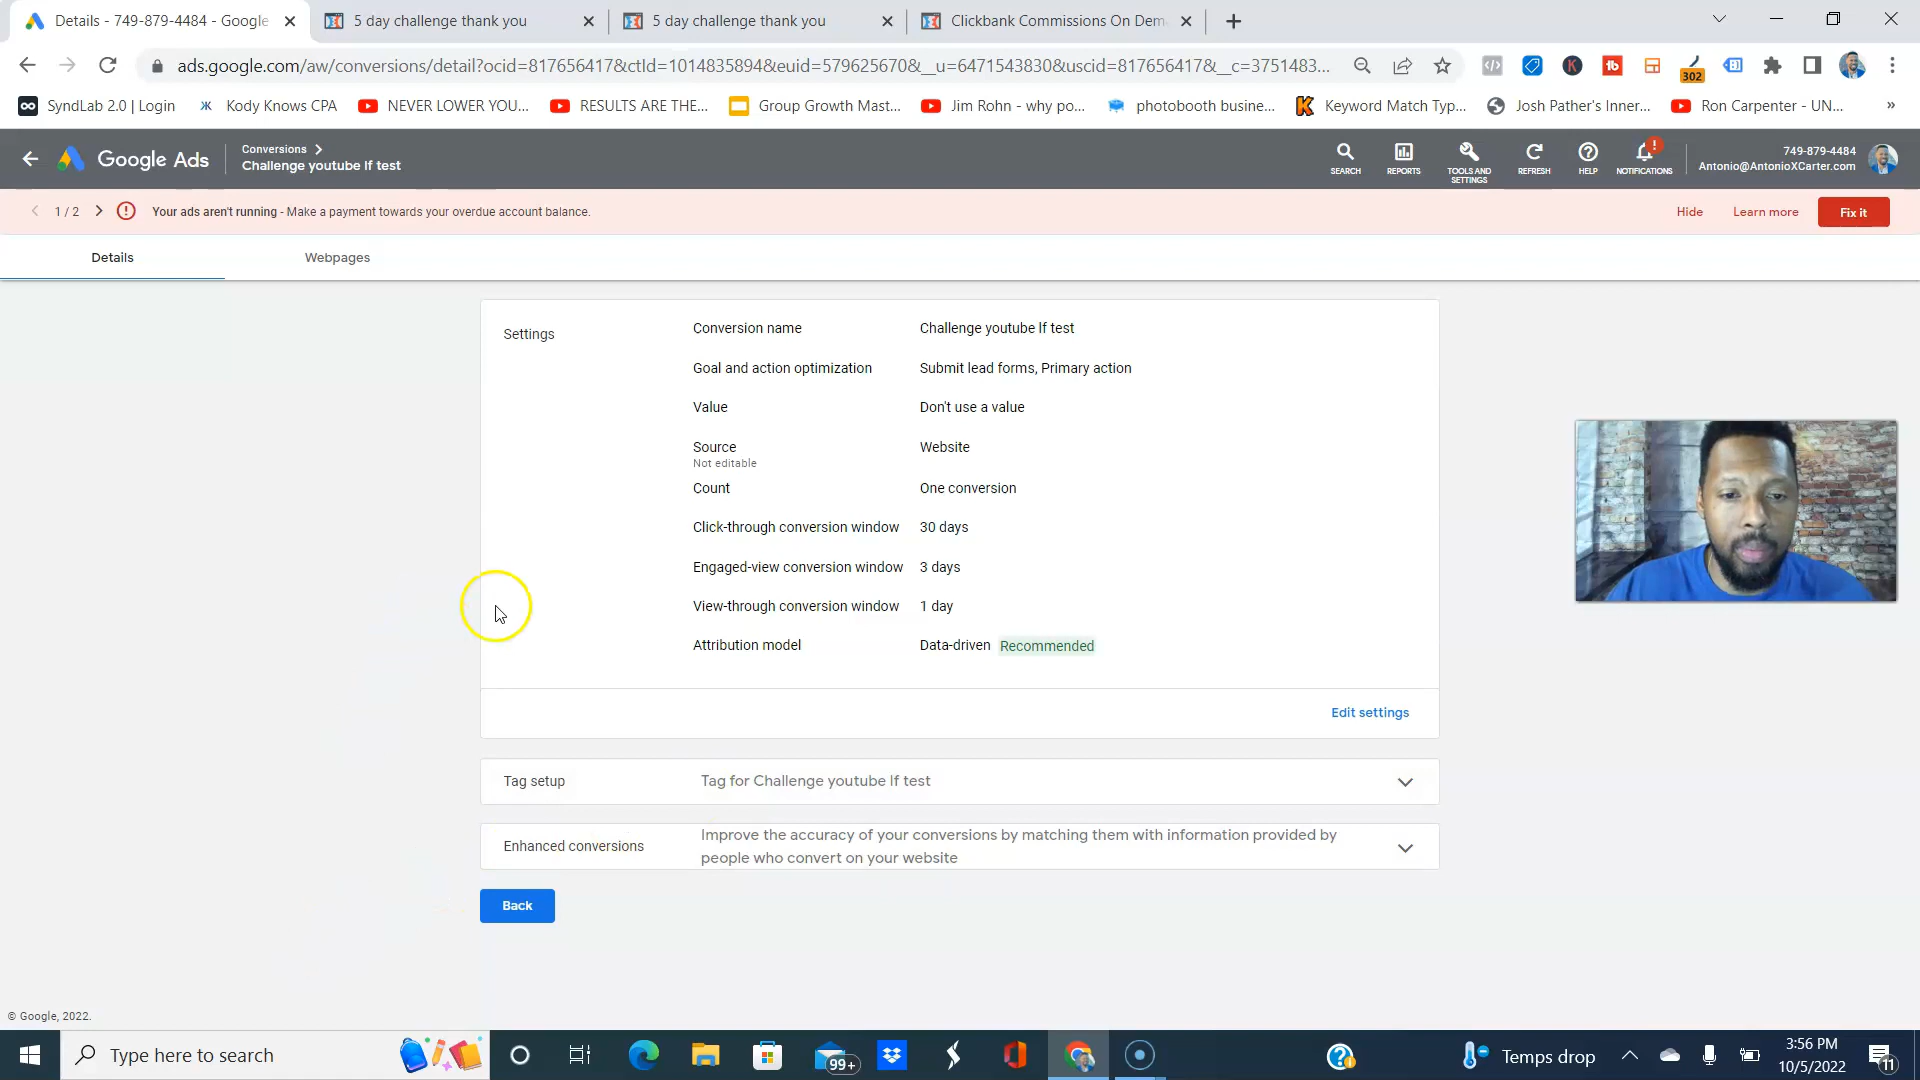 Details - 749-879-4484 - Google
5 day challenge thank you
5 day challenge thank you
Clickbank Commissions On Dem
ads.google.com/aw/conversions/detail?ocid=817656417&ctId=1014835894&euid=579625670&__u=6471543830&uscid=817656417&__c=3751483...
302
SyndLab 2.0 | Login
Kody Knows CPA
NEVER LOWER YOU...
RESULTS ARE THE...
Group Growth Mast...
Jim Rohn - why po...
photobooth busine...
Keyword Match Typ...
Josh Pather's Inner...
Ron Carpenter - UN...
»
Google Ads
Conversions
Challenge youtube lf test
SEARCH
REPORTS
TOOLS AND
SETTINGS
REFRESH
HELP
NOTIFICATIONS
749-879-4484
Antonio@AntonioXCarter.com
1 / 2
Your ads aren't running - Make a payment towards your overdue account balance.
Hide
Learn more
Fix it
Details
Webpages
Settings
Conversion name
Challenge youtube lf test
Goal and action optimization
Submit lead forms, Primary action
Value
Don't use a value
Source
Website
Not editable
Count
One conversion
Click-through conversion window
30 days
Engaged-view conversion window
3 days
View-through conversion window
1 day
Attribution model
Data-driven Recommended
Edit settings
Tag setup
Tag for Challenge youtube lf test
Enhanced conversions
Improve the accuracy of your conversions by matching them with information provided by
people who convert on your website
Back
© Google, 2022.
Type here to search
99+
Temps drop
3:56 PM
10/5/2022
11